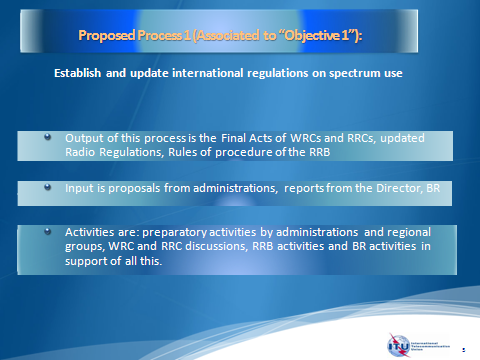 Proposed Process 1 (Associated to “Objective 1”):
Establish and update international regulations on spectrum use
Output of this process is the Final Acts of WRCs and RRCs, updated
Radio Regulations, Rules of procedure of the RRB
Input is proposals from administrations, reports from the Director, BR
Activities are: preparatory activities by administrations and regional
groups, WRC and RRC discussions, RRB activities and BR activities in
support of all this.
ITU
International
Telecommunication
Union
5